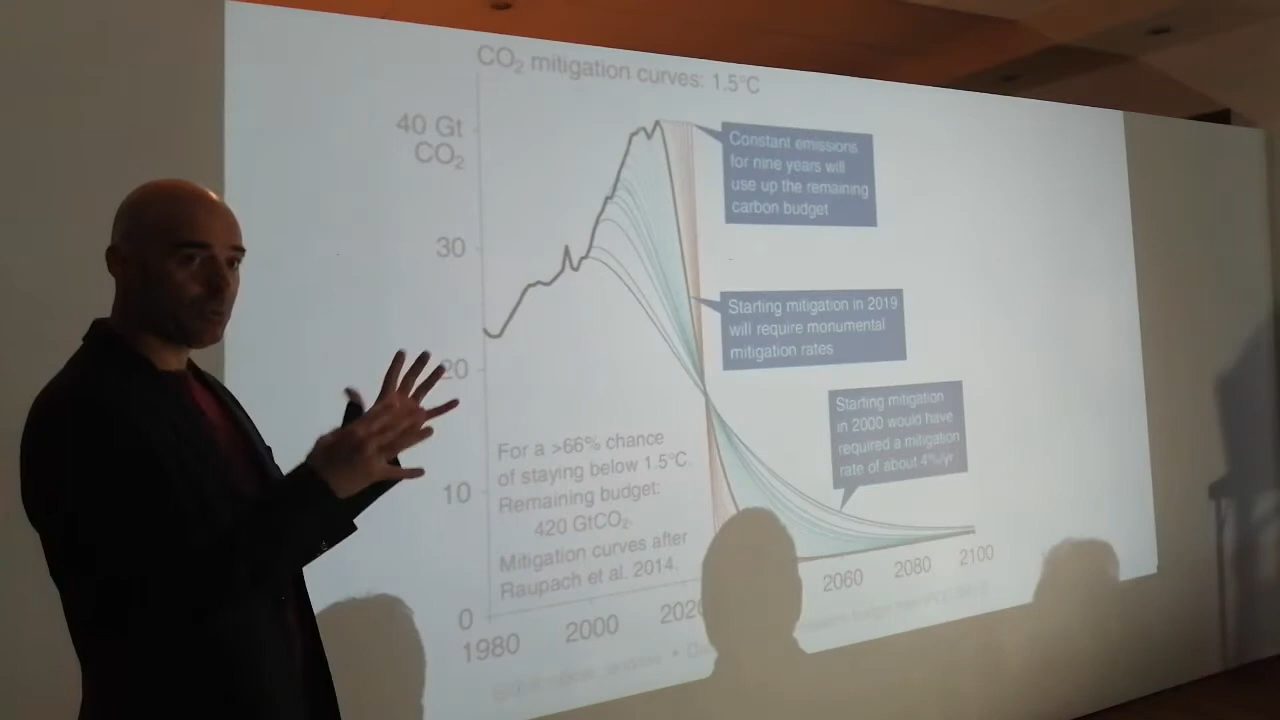 CO₂ mitigation curves: 1.5°C
40 Gt
CO₂
30
20
10
0
Constant emissions
for nine years will
use up the remaining
carbon budget
Starting mitigation in 2019
will require monumental
mitigation rates
Starting mitigation
in 2000 would have
required a mitigation
rate of about 4%/yr
For a >66% chance
of staying below 1.5°C
Remaining budget:
420 GtCO₂.
Mitigation curves after
Raupach et al. 2014.
1980 2000 2020 2060 2080 2100